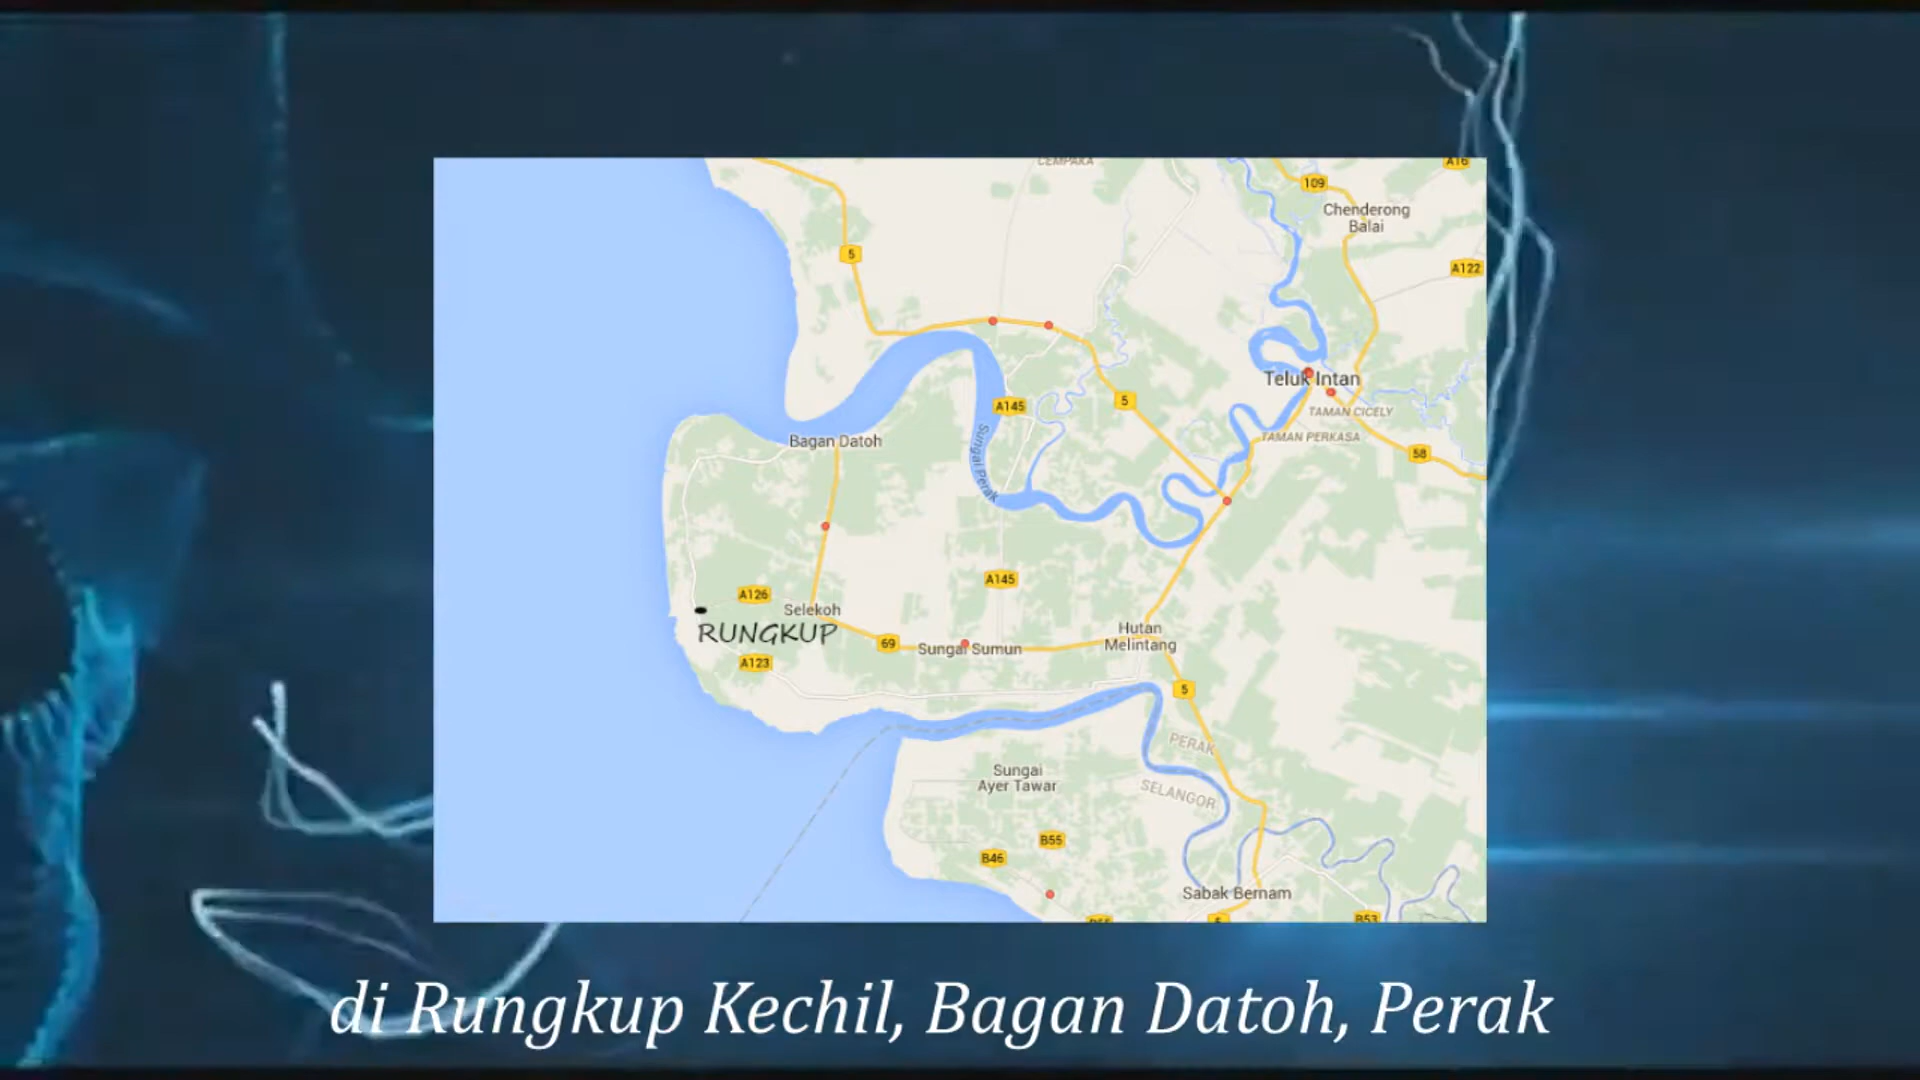 CEMPAKA
A16
109
Chenderong
Balai
5
A122
Teluk Intan
A145
5
TAMAN CICELY
Bagan Datoh
TAMAN PERKASA
Sungai Perak
58
A145
A126
Selekoh
RUNGKUP
69
Sungai Sumun
Hutan
Melintang
A123
5
PERAK
Sungai
Ayer Tawar
SELANGOR
B55
B46
Sabak Bernam
5
B53
di Rungkup Kechil, Bagan Datoh, Perak